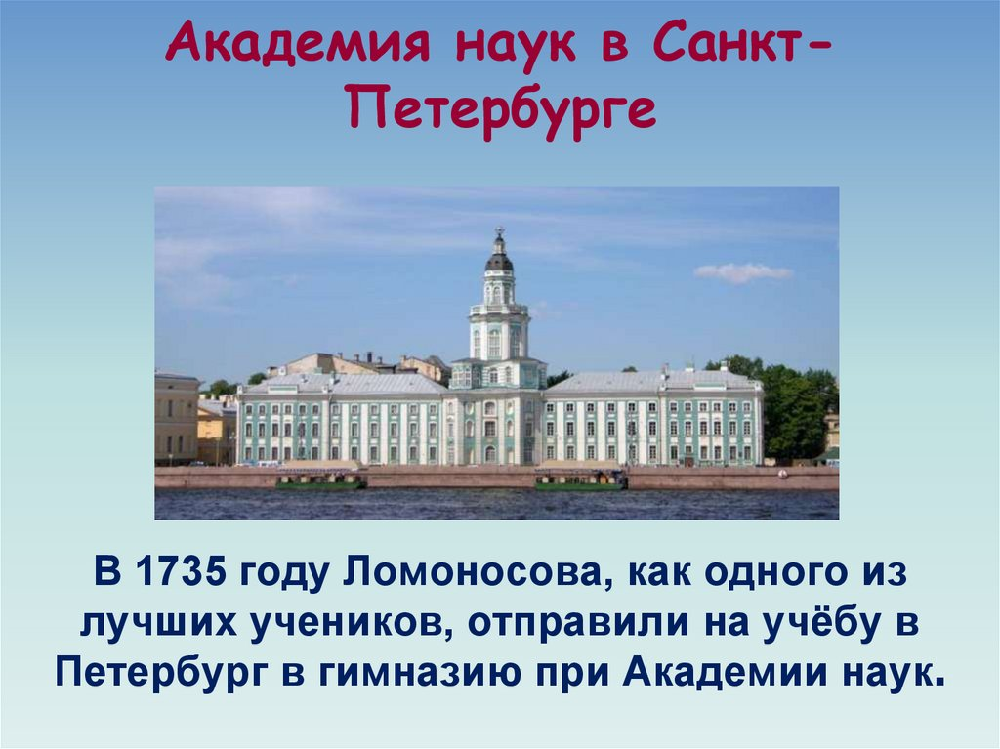 Академия наук в Санкт-
Петербурге
В 1735 году Ломоносова, как одного из
лучших учеников, отправили на учёбу в
Петербург в гимназию при Академии наук.